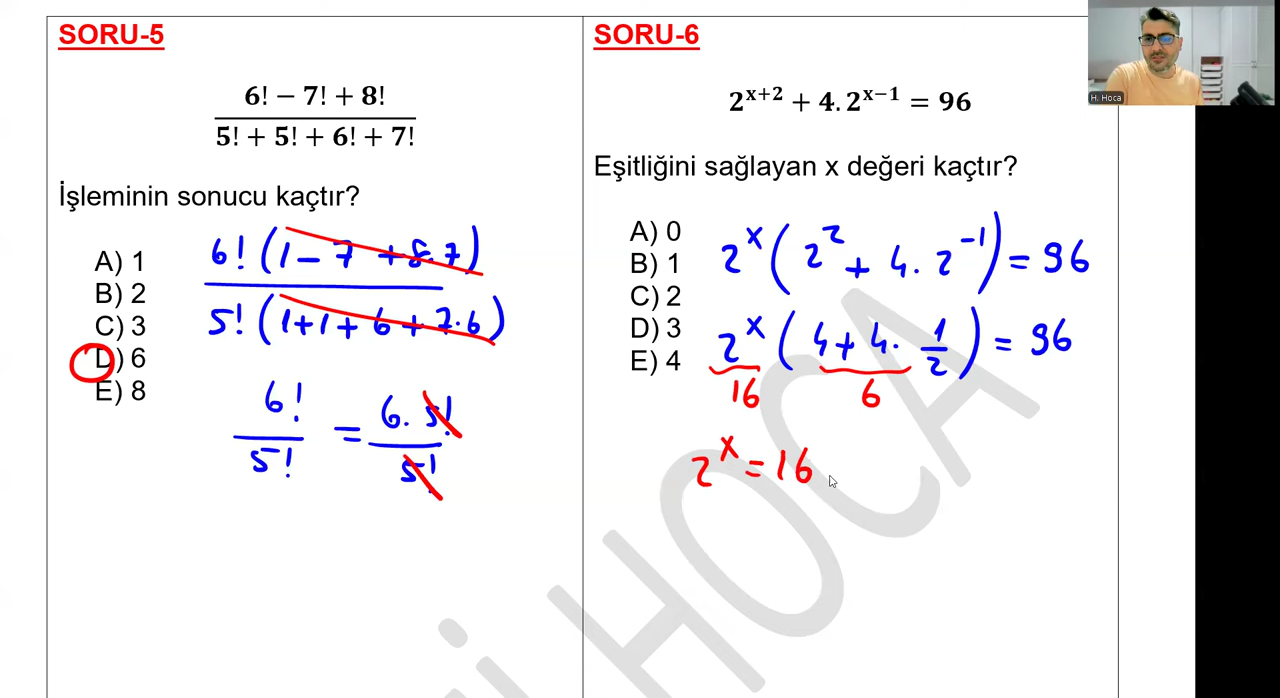 SORU-5
6! − 7! + 8!
5! + 5! + 6! + 7!
İşleminin sonucu kaçtır?
A) 1
B) 2
C) 3
D) 6
E) 8
6! (1 − 7 + 8.7)
5! (1+1+6+7.6)
6!
5!
=
6.5!
5!
SORU-6
2^{x+2} + 4.2^{x−1} = 96
Eşitliğini sağlayan x değeri kaçtır?
A) 0
B) 1
C) 2
D) 3
E) 4
2^x (2^2 + 4.2^{-1}) = 96
2^x (4+4. 1/2) = 96
16
6
2^x = 16
H. Hoca
HOCA